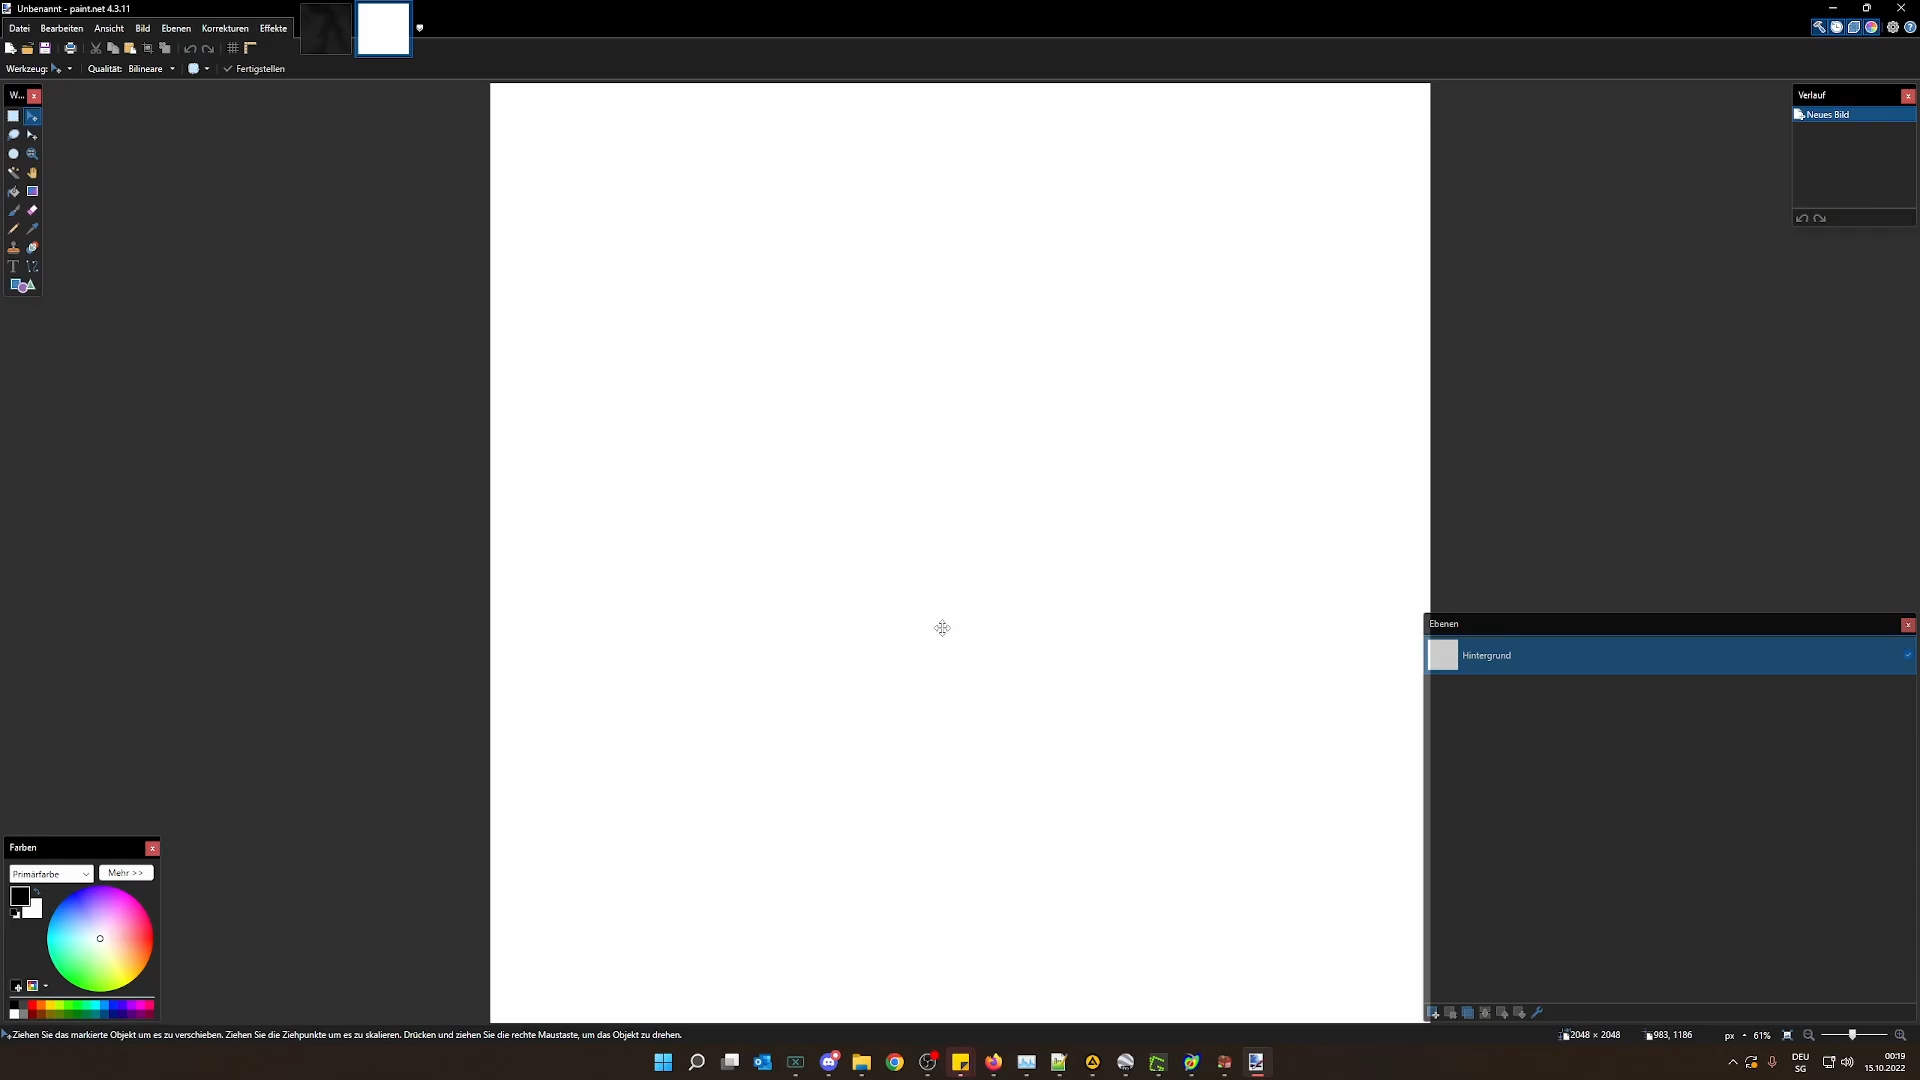 Unbenannt - paint.net 4.3.11
Datei Bearbeiten Ansicht Bild Ebenen Korrekturen Effekte
Werkzeug: Qualität: Bilineare Fertigstellen
W...
Verlauf
Neues Bild
Ebenen
Hintergrund
Farben
Primärfarbe Mehr >>
Ziehen Sie das markierte Objekt um es zu verschieben. Ziehen Sie die Ziehpunkte um es zu skalieren. Drücken und ziehen Sie die rechte Maustaste, um das Objekt zu drehen.
2048 × 2048 983, 1186 px 61%
DEU 00:19
SG 15.10.2022